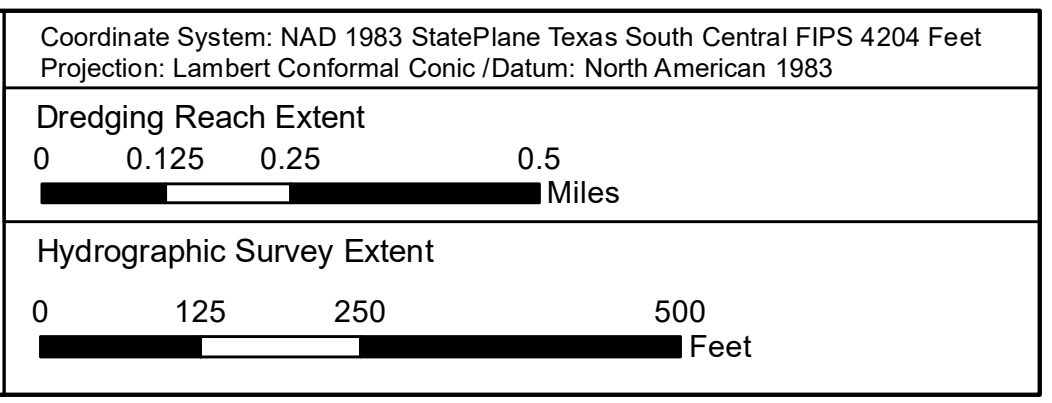 Coordinate System: NAD 1983 StatePlane Texas South Central FIPS 4204 Feet
Projection: Lambert Conformal Conic /Datum: North American 1983
Dredging Reach Extent
0 0.125 0.25 0.5
Miles
Hydrographic Survey Extent
0 125 250 500
Feet